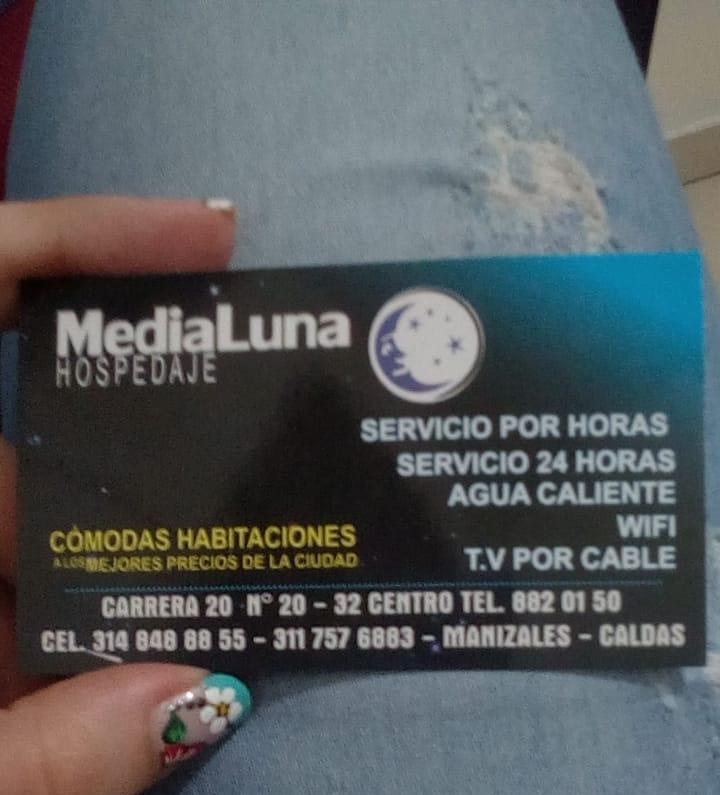 MediaLuna
HOSPEDAJE
SERVICIO POR HORAS
SERVICIO 24 HORAS
AGUA CALIENTE
WIFI
T.V POR CABLE
CÓMODAS HABITACIONES
A LOS MEJORES PRECIOS DE LA CIUDAD
CARRERA 20 N° 20 - 32 CENTRO TEL. 882 01 50
CEL. 314 848 88 55 - 311 757 6883 - MANIZALES - CALDAS